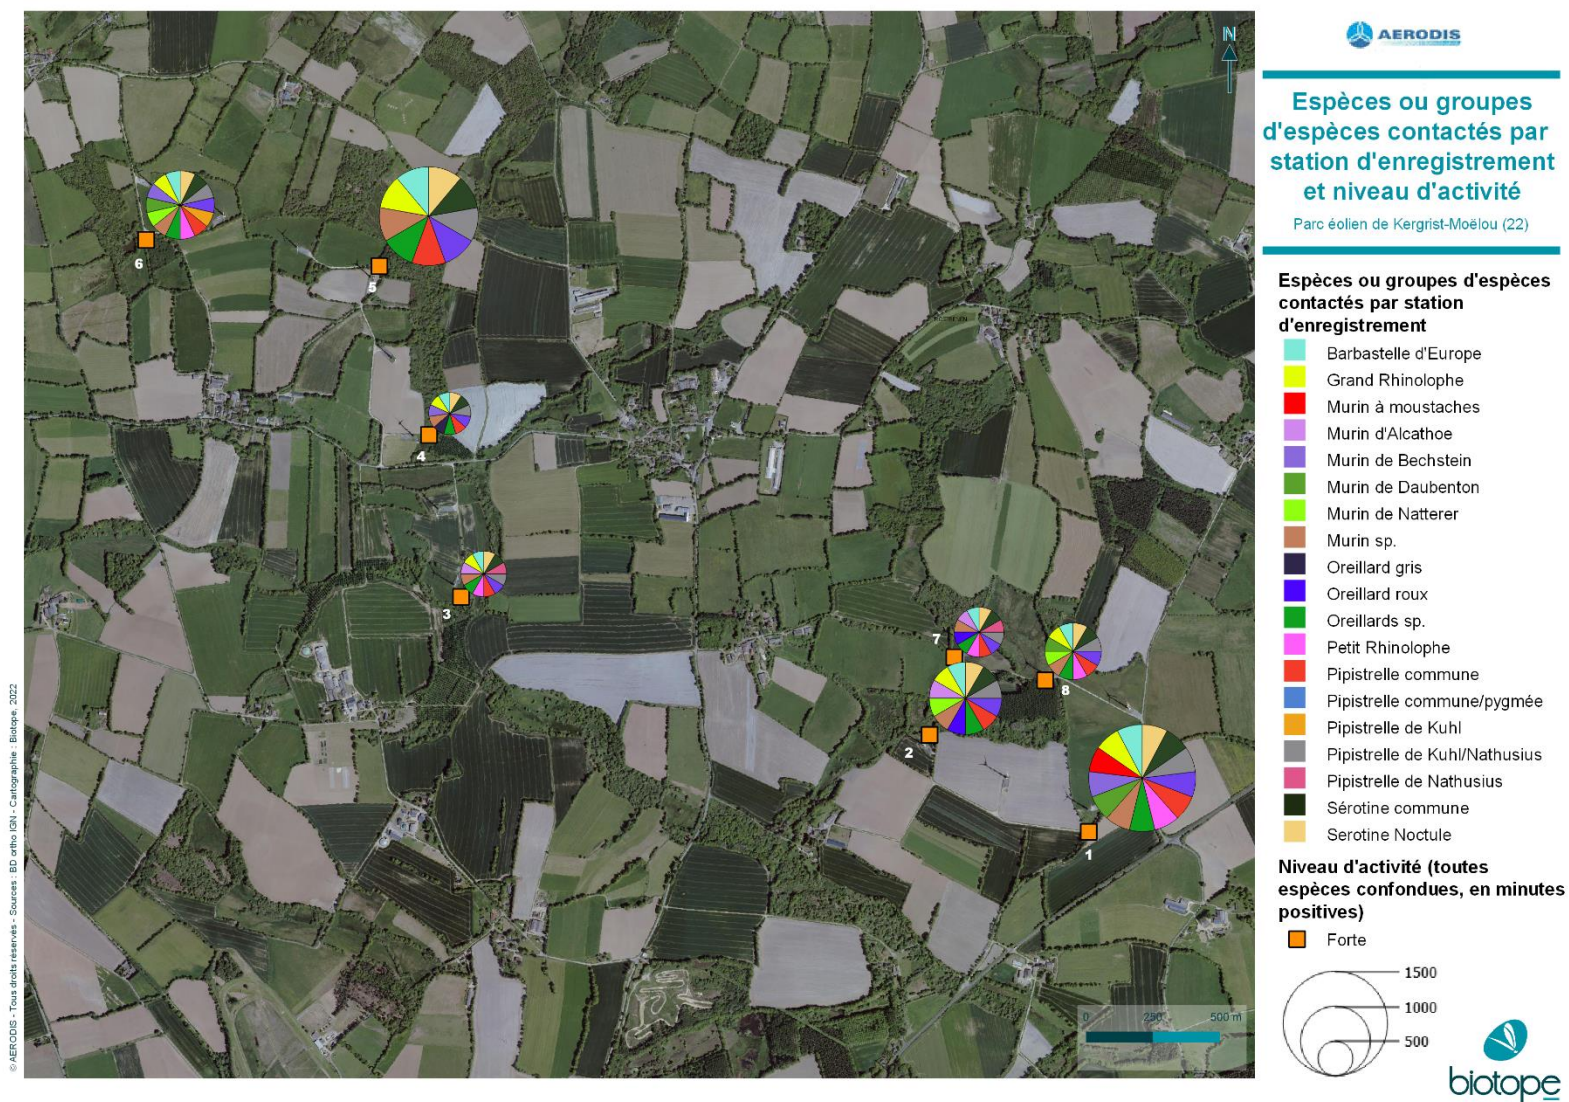 AERODIS
Espèces ou groupes
d'espèces contactés par
station d'enregistrement
et niveau d'activité
Parc éolien de Kergrist-Moëlou (22)
Espèces ou groupes d'espèces
contactés par station
d'enregistrement
Barbastelle d'Europe
Grand Rhinolophe
Murin à moustaches
Murin d'Alcathoe
Murin de Bechstein
Murin de Daubenton
Murin de Natterer
Murin sp.
Oreillard gris
Oreillard roux
Oreillards sp.
Petit Rhinolophe
Pipistrelle commune
Pipistrelle commune/pygmée
Pipistrelle de Kuhl
Pipistrelle de Kuhl/Nathusius
Pipistrelle de Nathusius
Sérotine commune
Serotine Noctule
Niveau d'activité (toutes
espèces confondues, en minutes
positives)
Forte
1500
1000
500
biotope
N
6
5
4
3
7
8
2
1
0 250 500 m
© AERODIS - Tous droits réservés - Sources : BD ortho IGN - Cartographie : Biotope, 2022